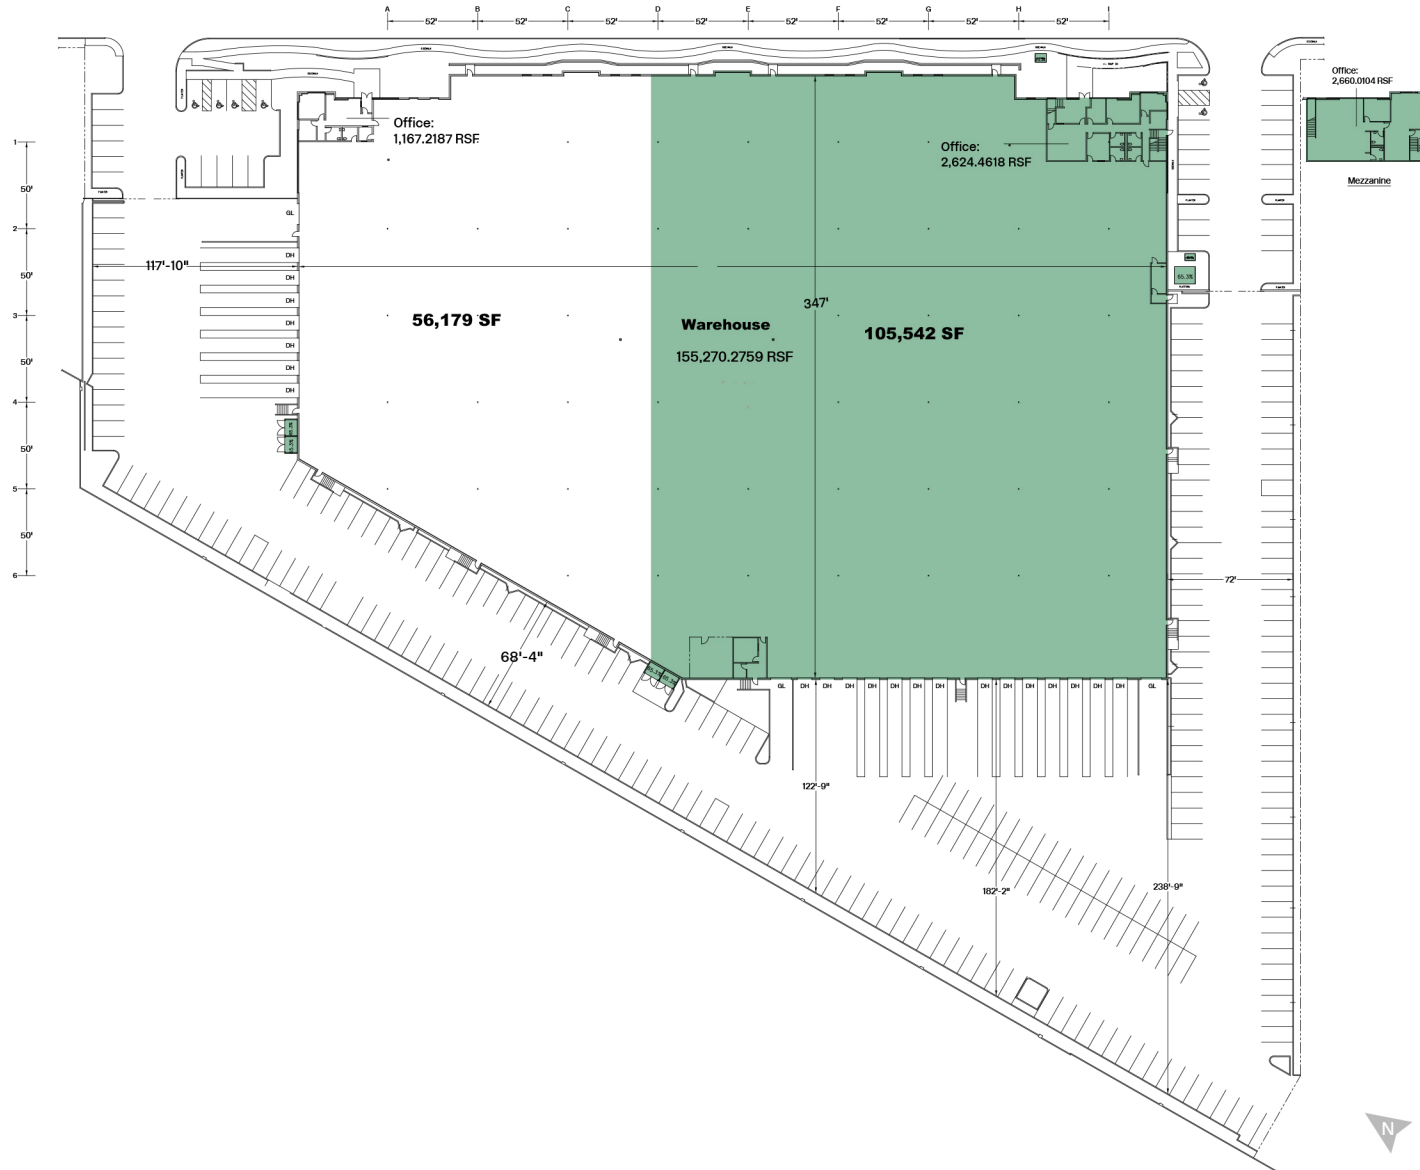 A B C D E F G H I
52' 52' 52' 52' 52' 52' 52' 52'
Office:
2,660.0104 RSF
Mezzanine
Office:
1,167.2187 RSF
Office:
2,624.4618 RSF
1
50'
2
50'
3
50'
4
50'
5
50'
6
GL
DH
DH
DH
DH
DH
DH
DH
117'-10"
347'
56,179 SF
Warehouse
155,270.2759 RSF
105,542 SF
65.3%
72'
68'-4"
GL DH DH DH DH DH DH DH DH DH DH DH DH DH DH GL
122'-9"
182'-2"
238'-9"
N